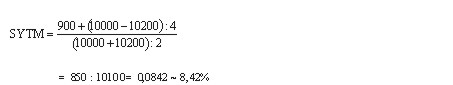 SYTM = 900+(10000−10200):4 / (10000+10200):2
= 850 : 10100= 0,0842 ~ 8,42%